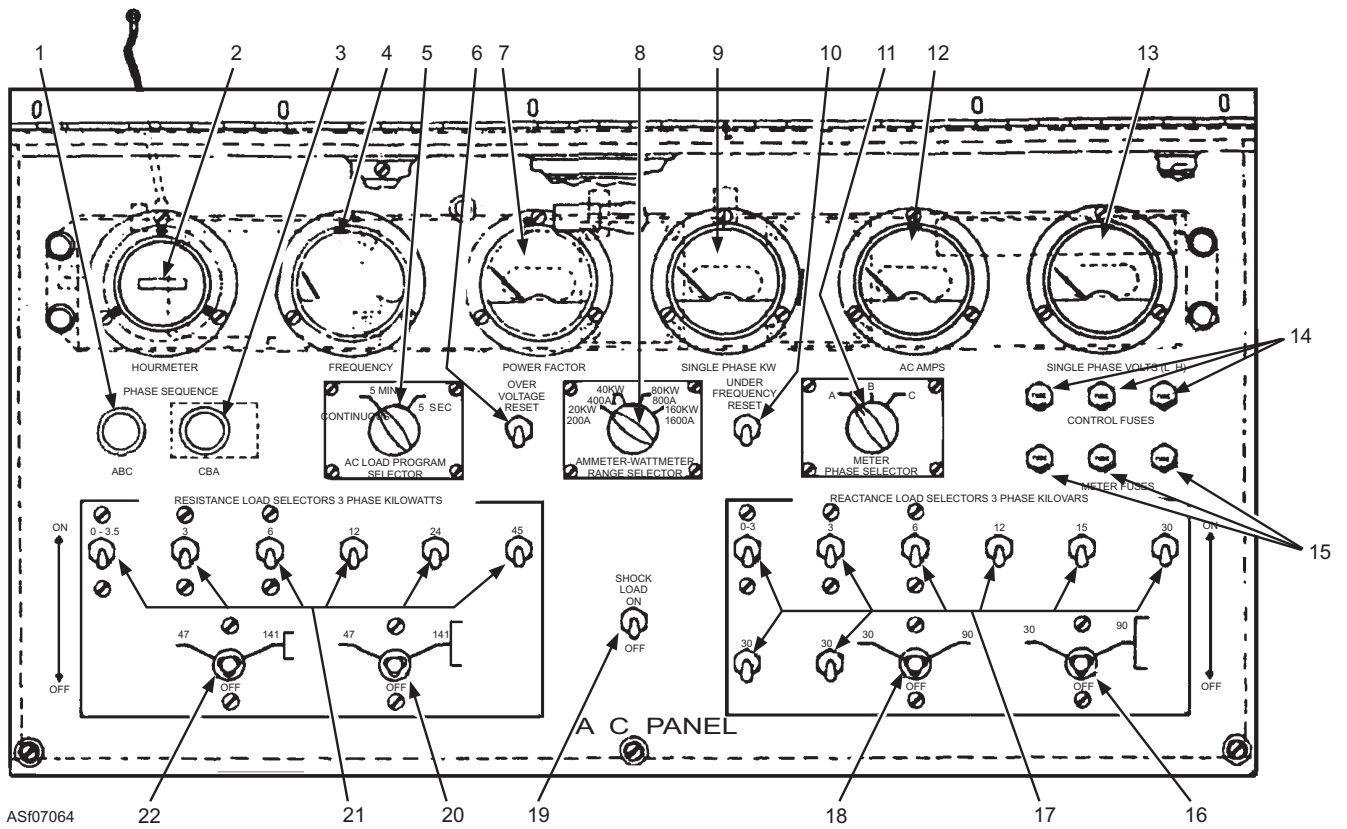 1 2 3 4 5 6 7 8 9 10 11 12 13
HOURMETER FREQUENCY POWER FACTOR SINGLE PHASE KW AC AMPS SINGLE PHASE VOLTS (L H)
14
PHASE SEQUENCE
ABC CBA
CONTINUOUS 5 MIN 5 SEC
AC LOAD PROGRAM
SELECTOR
OVER
VOLTAGE
RESET
40KW 80KW
400A 800A
20KW 160KW
200A 1600A
AMMETER-WATTMETER
RANGE SELECTOR
UNDER
FREQUENCY
RESET
A B C
METER
PHASE SELECTOR
CONTROL FUSES
METER FUSES
15
RESISTANCE LOAD SELECTORS 3 PHASE KILOWATTS
ON
0 - 3.5 3 6 12 24 45
47 141 47 141
OFF OFF
OFF
SHOCK
LOAD
ON
OFF
REACTANCE LOAD SELECTORS 3 PHASE KILOVARS
0-3 3 6 12 15 30
ON
30 30 30 90 30 90
OFF OFF
OFF
A C PANEL
ASf07064
22 21 20 19 18 17 16